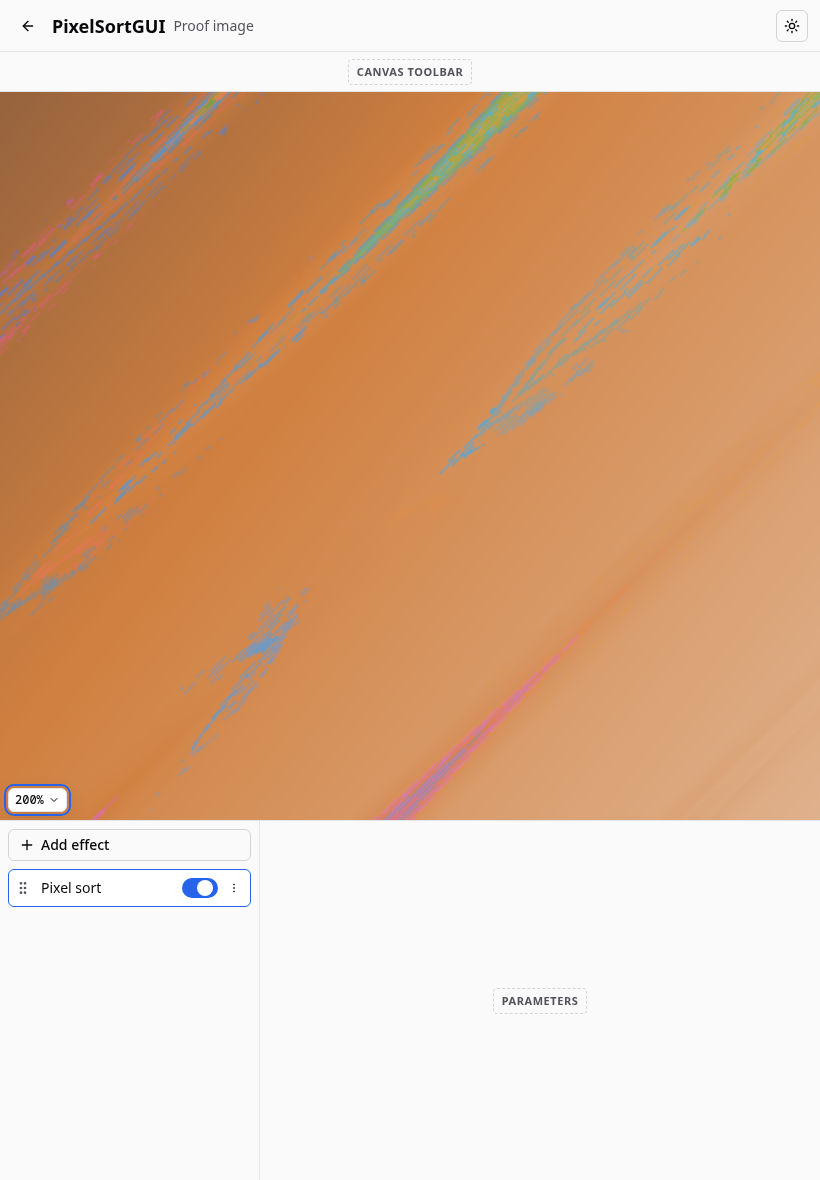 PixelSortGUI Proof image
CANVAS TOOLBAR
200%
Add effect
Pixel sort
PARAMETERS